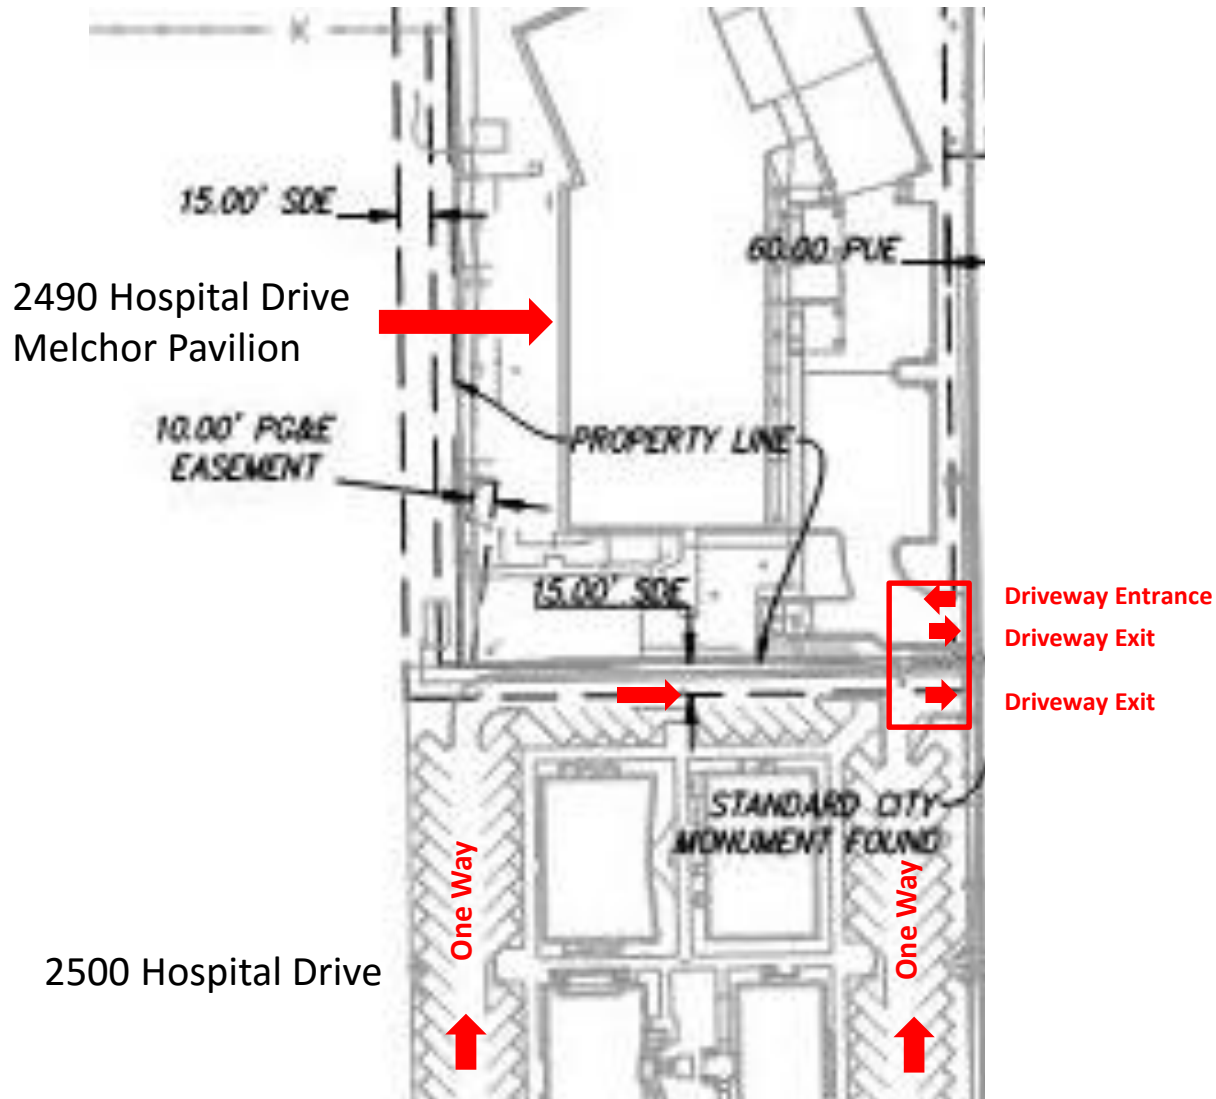 K
15.00' SDE
60.00 PUE
2490 Hospital Drive
Melchor Pavilion
10.00' PG&E
EASEMENT
PROPERTY LINE
15.00' SDE
Driveway Entrance
Driveway Exit
Driveway Exit
STANDARD CITY
MONUMENT FOUND
One Way
One Way
2500 Hospital Drive